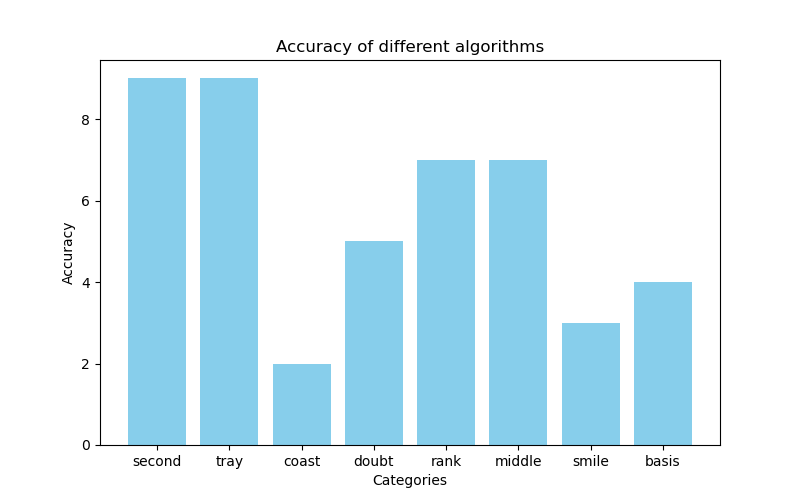 Accuracy of different algorithms
Accuracy
8
6
4
2
0
second tray coast doubt rank middle smile basis
Categories